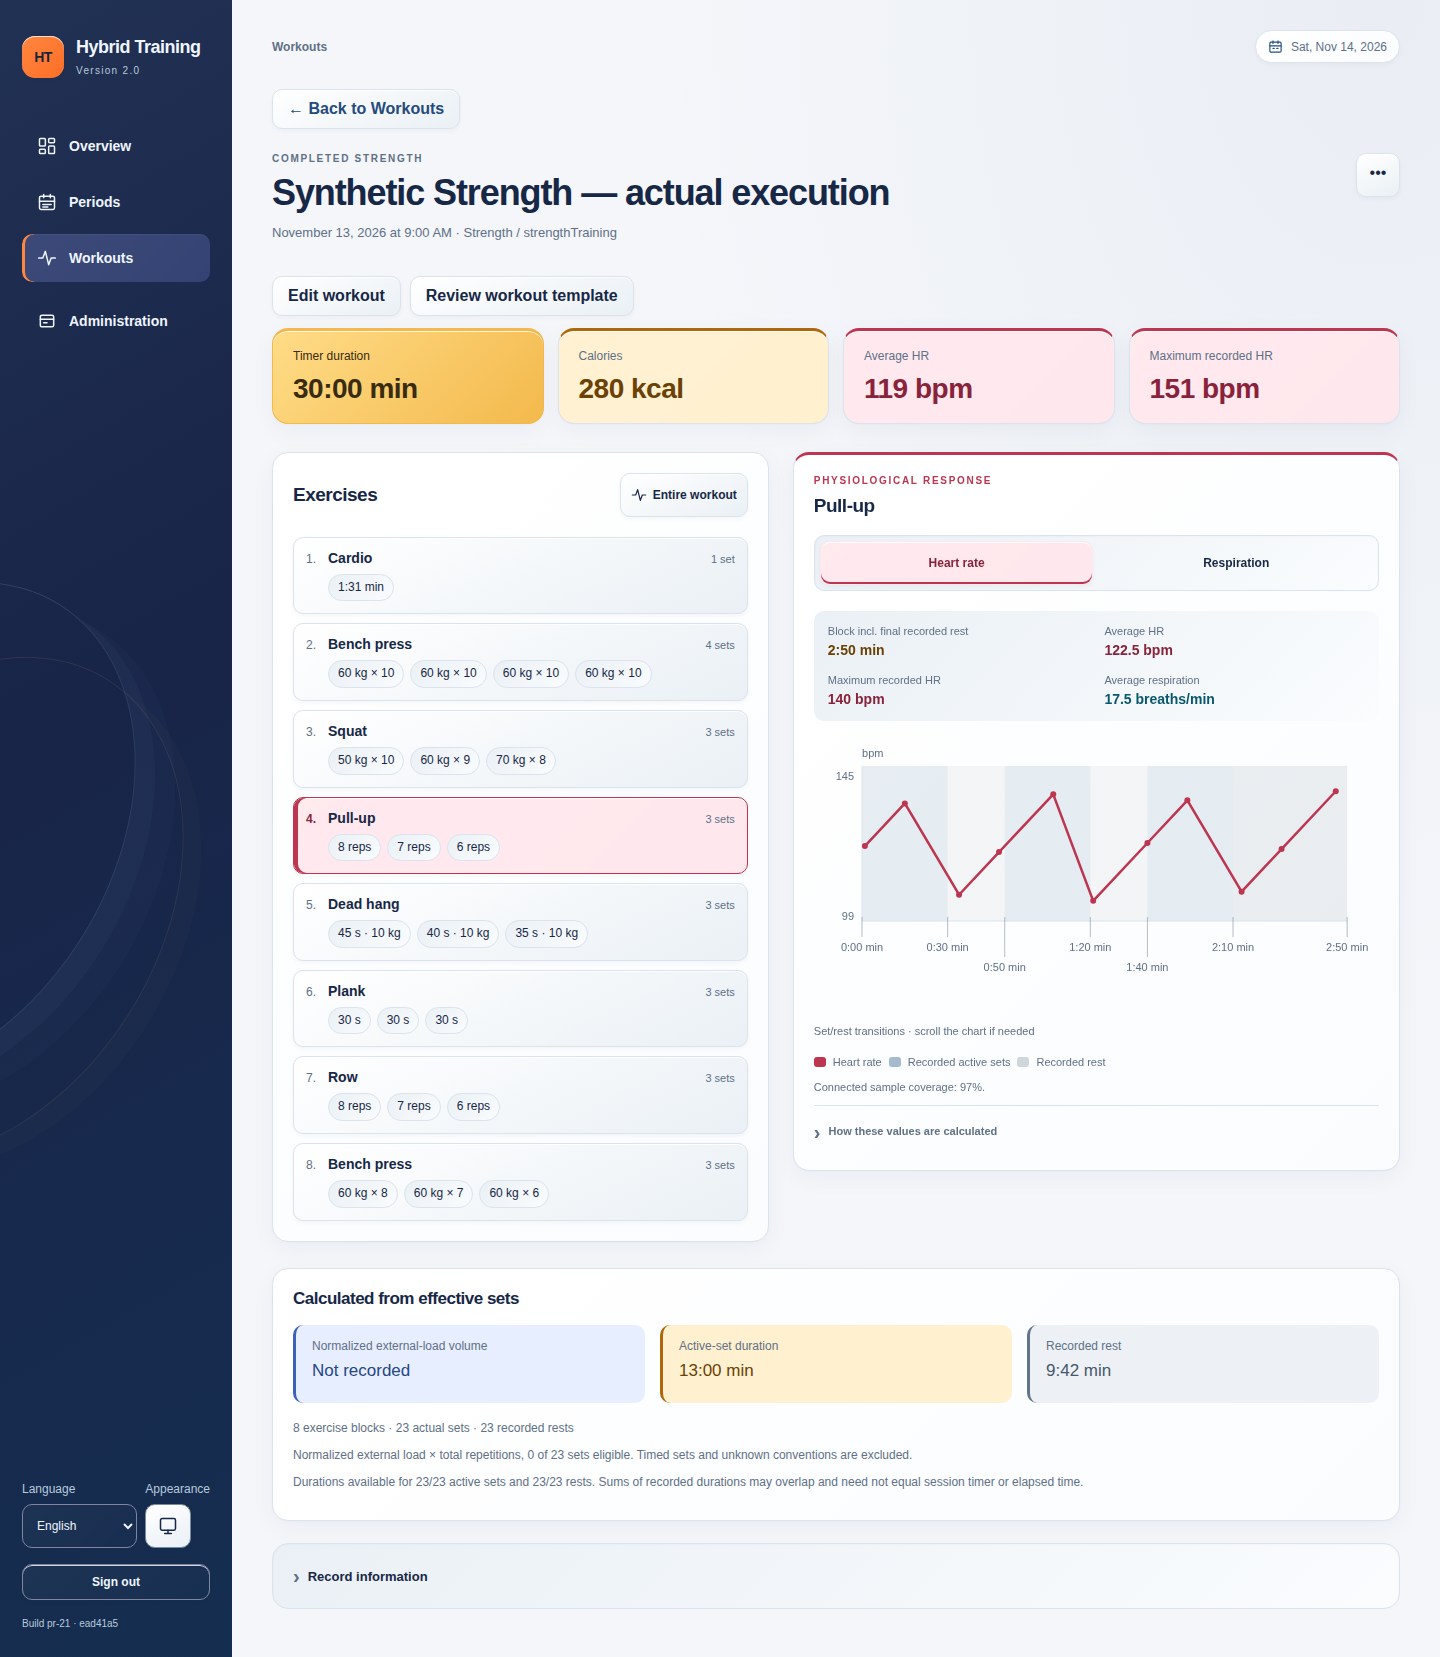 HT
Hybrid Training
Version 2.0
Overview
Periods
Workouts
Administration
Language
Appearance
English
Sign out
Build pr-21 · ead41a5
Workouts
Sat, Nov 14, 2026
← Back to Workouts
COMPLETED STRENGTH
Synthetic Strength — actual execution
•••
November 13, 2026 at 9:00 AM · Strength / strengthTraining
Edit workout
Review workout template
Timer duration
30:00 min
Calories
280 kcal
Average HR
119 bpm
Maximum recorded HR
151 bpm
Exercises
Entire workout
1. Cardio 1 set
1:31 min
2. Bench press 4 sets
60 kg × 10 60 kg × 10 60 kg × 10 60 kg × 10
3. Squat 3 sets
50 kg × 10 60 kg × 9 70 kg × 8
4. Pull-up 3 sets
8 reps 7 reps 6 reps
5. Dead hang 3 sets
45 s · 10 kg 40 s · 10 kg 35 s · 10 kg
6. Plank 3 sets
30 s 30 s 30 s
7. Row 3 sets
8 reps 7 reps 6 reps
8. Bench press 3 sets
60 kg × 8 60 kg × 7 60 kg × 6
PHYSIOLOGICAL RESPONSE
Pull-up
Heart rate
Respiration
Block incl. final recorded rest
2:50 min
Average HR
122.5 bpm
Maximum recorded HR
140 bpm
Average respiration
17.5 breaths/min
bpm
145
99
0:00 min 0:30 min 1:20 min 2:10 min 2:50 min
0:50 min 1:40 min
Set/rest transitions · scroll the chart if needed
Heart rate Recorded active sets Recorded rest
Connected sample coverage: 97%.
› How these values are calculated
Calculated from effective sets
Normalized external-load volume
Not recorded
Active-set duration
13:00 min
Recorded rest
9:42 min
8 exercise blocks · 23 actual sets · 23 recorded rests
Normalized external load × total repetitions, 0 of 23 sets eligible. Timed sets and unknown conventions are excluded.
Durations available for 23/23 active sets and 23/23 rests. Sums of recorded durations may overlap and need not equal session timer or elapsed time.
› Record information